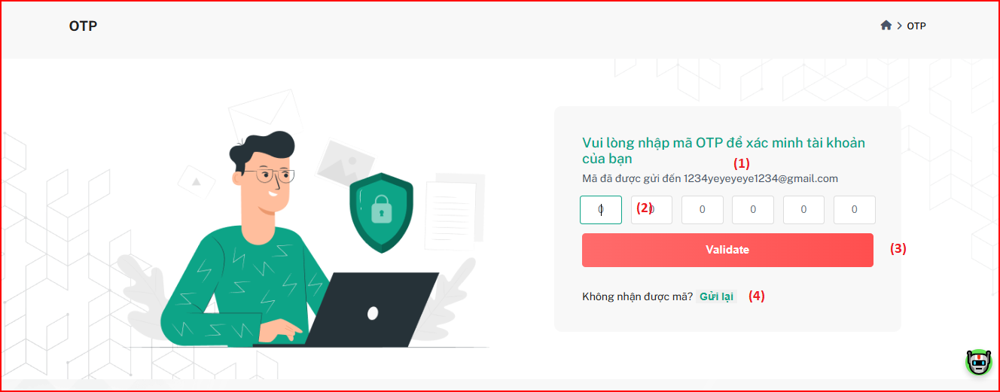 OTP
OTP
Vui lòng nhập mã OTP để xác minh tài khoản
của bạn
(1)
Mã đã được gửi đến 1234yeyeyeye1234@gmail.com
0 (2) 0 0 0 0 0
Validate (3)
Không nhận được mã? Gửi lại (4)